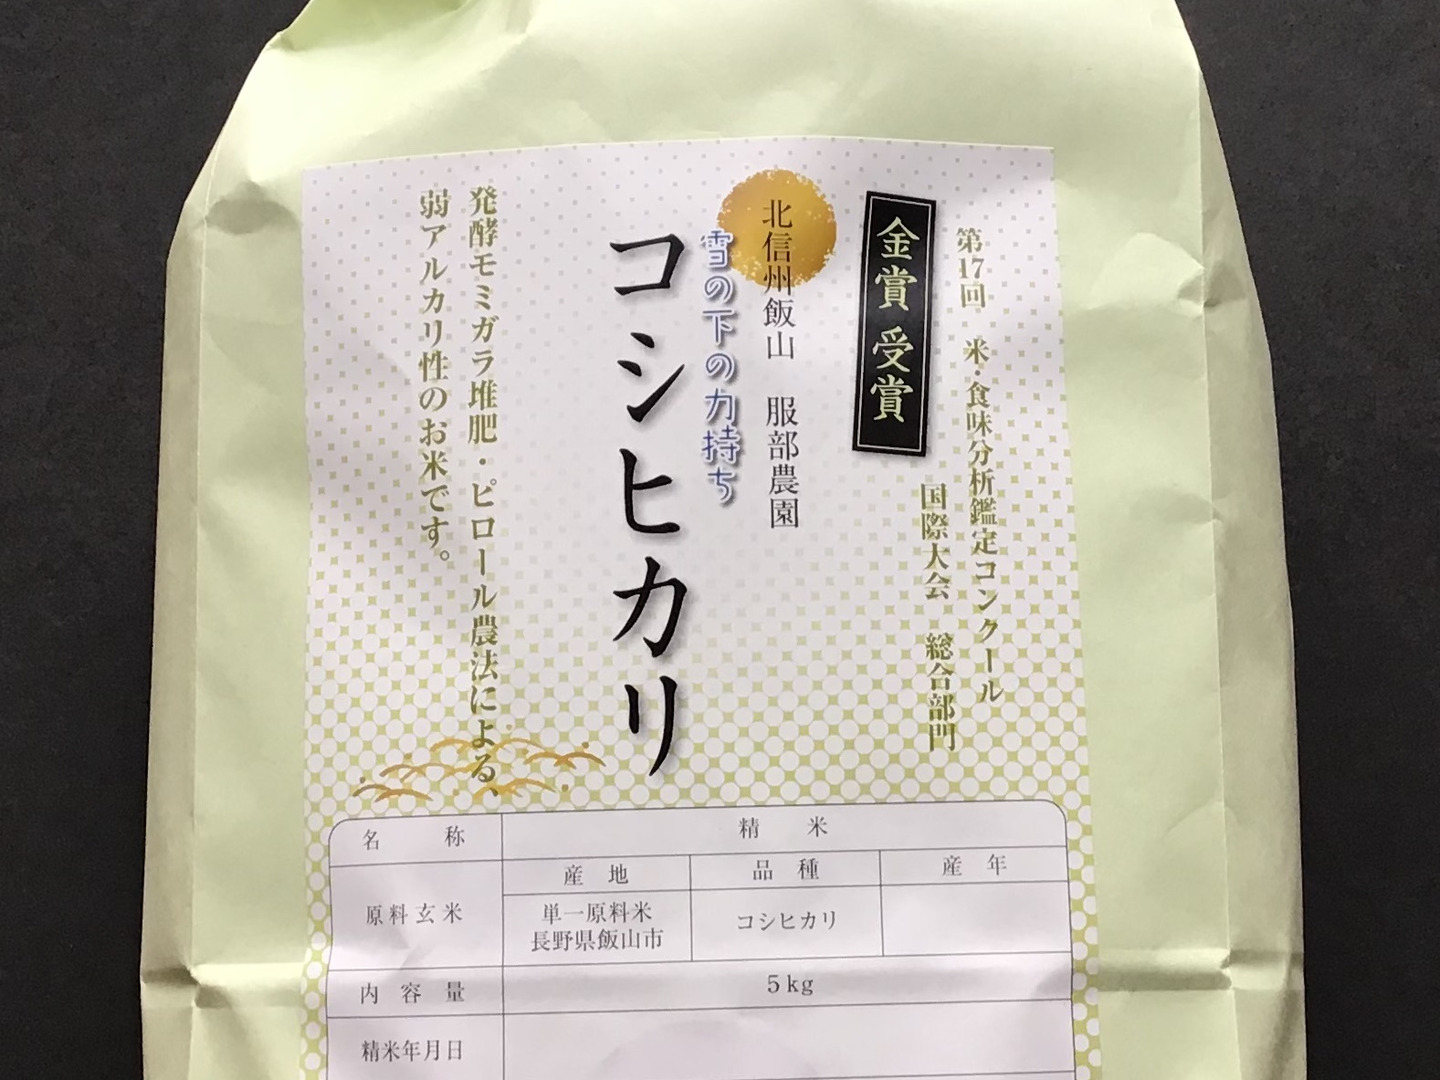 第17回　米・食味分析鑑定コンクール
国際大会　総合部門
金賞 受賞
北信州飯山　服部農園
雪の下の力持ち
コシヒカリ
発酵モミガラ堆肥・ピロール農法による、
弱アルカリ性のお米です。
名称　精米
産地　品種　産年
原料玄米　単一原料米　コシヒカリ
長野県飯山市
内容量　5kg
精米年月日